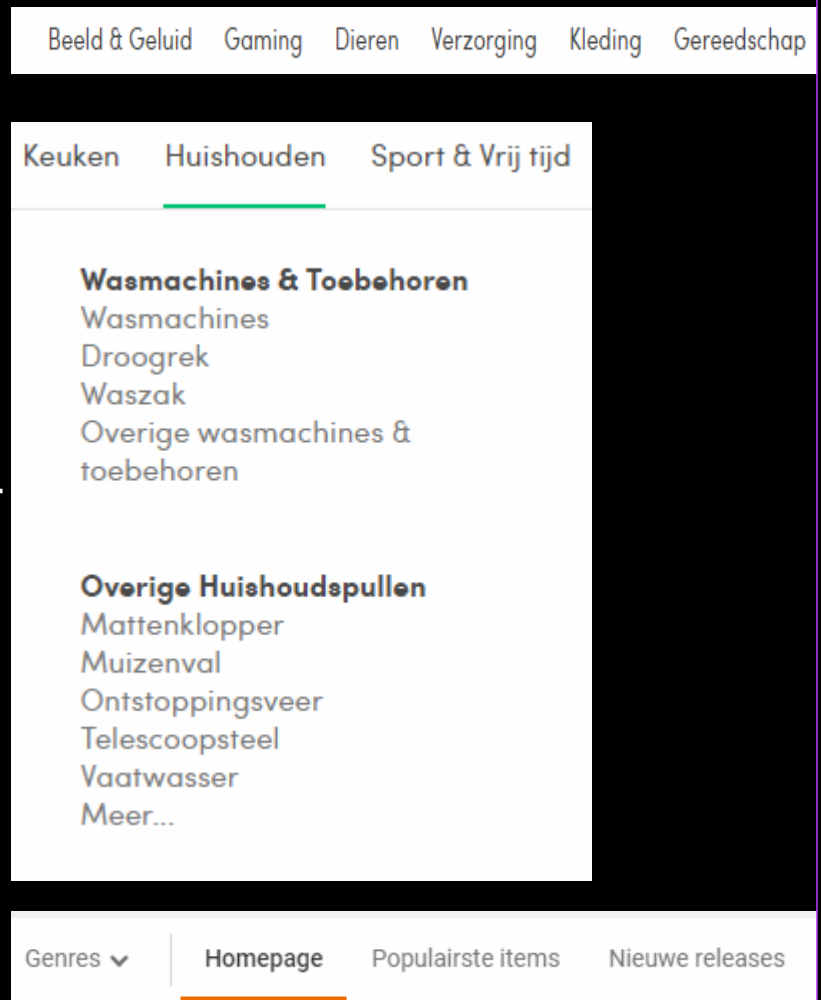 Beeld & Geluid Gaming Dieren Verzorging Kleding Gereedschap
Keuken Huishouden Sport & Vrij tijd
Wasmachines & Toebehoren
Wasmachines
Droogrek
Waszak
Overige wasmachines &
toebehoren
Overige Huishoudspullen
Mattenklopper
Muizenval
Ontstoppingsveer
Telescoopsteel
Vaatwasser
Meer...
Genres Homepage Populairste items Nieuwe releases